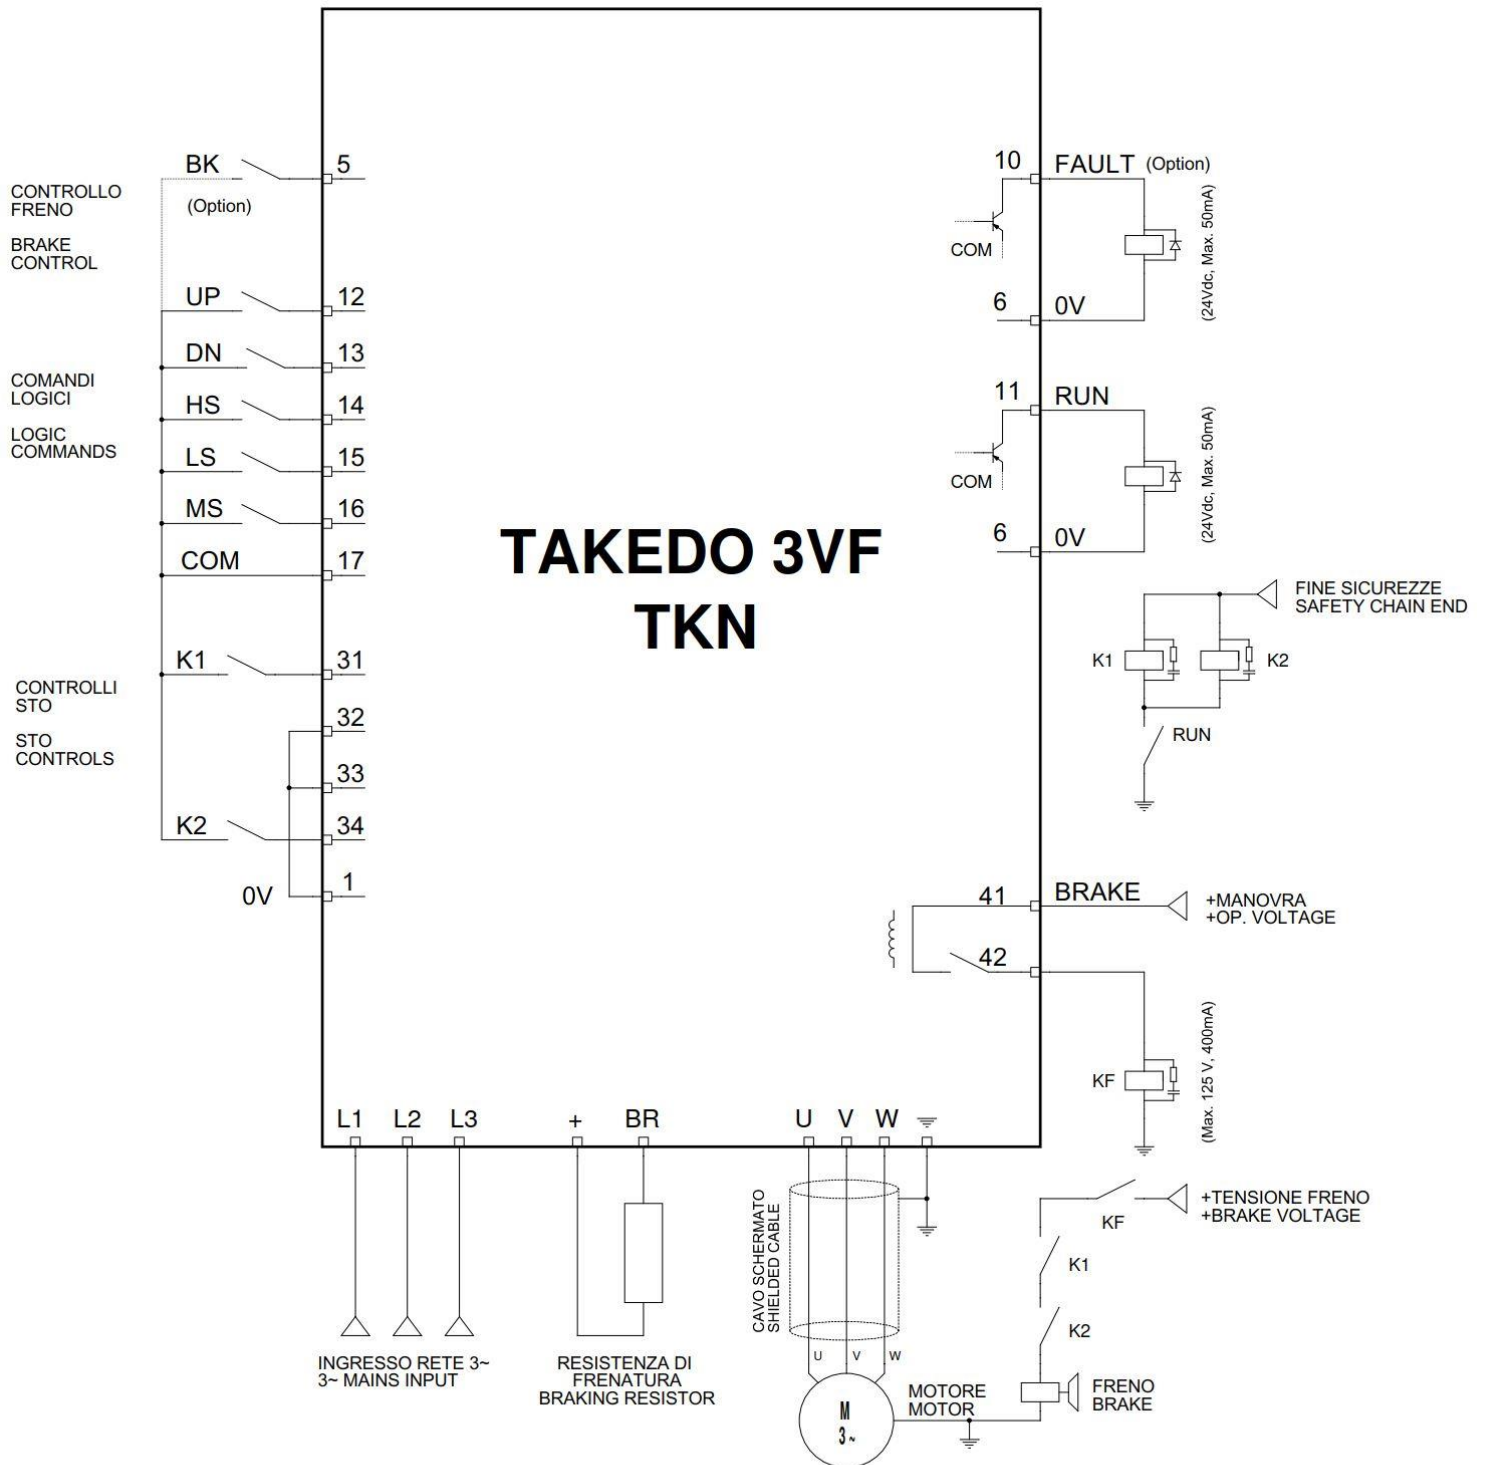 BK
5
CONTROLLO
FRENO
(Option)
BRAKE
CONTROL
UP
12
DN
13
COMANDI
LOGICI
HS
14
LOGIC
COMMANDS
LS
15
MS
16
COM
17
K1
31
CONTROLLI
STO
32
STO
CONTROLS
33
K2
34
0V
1
TAKEDO 3VF
TKN
10
FAULT (Option)
COM
(24Vdc, Max. 50mA)
6
0V
11
RUN
COM
(24Vdc, Max. 50mA)
6
0V
FINE SICUREZZE
SAFETY CHAIN END
K1
K2
RUN
41
BRAKE
+MANOVRA
+OP. VOLTAGE
42
KF
(Max. 125 V, 400mA)
L1
L2
L3
+
BR
U
V
W
+TENSIONE FRENO
+BRAKE VOLTAGE
KF
K1
K2
CAVO SCHERMATO
SHIELDED CABLE
U
V
W
INGRESSO RETE 3~
3~ MAINS INPUT
RESISTENZA DI
FRENATURA
BRAKING RESISTOR
M
3 ~
MOTORE
MOTOR
FRENO
BRAKE